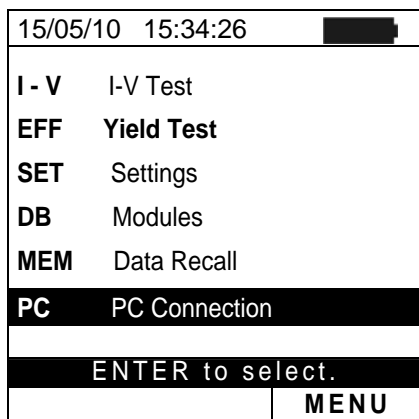 15/05/10 15:34:26
I - V I-V Test
EFF Yield Test
SET Settings
DB Modules
MEM Data Recall
PC PC Connection
ENTER to select.
MENU